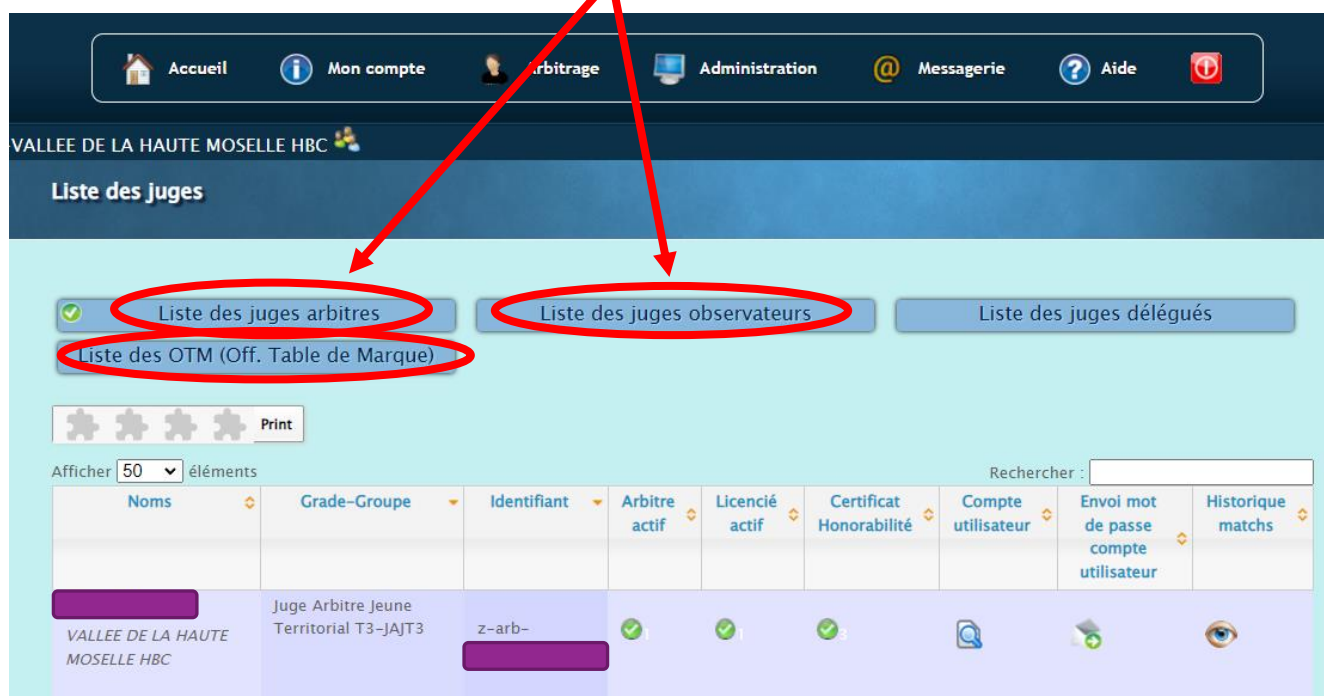 Accueil Mon compte Arbitrage Administration Messagerie Aide
VALLEE DE LA HAUTE MOSELLE HBC
Liste des juges
Liste des juges arbitres Liste des juges observateurs Liste des juges délégués
Liste des OTM (Off. Table de Marque)
Print
Afficher 50 éléments Rechercher :
Noms Grade-Groupe Identifiant Arbitre actif Licencié actif Certificat Honorabilité Compte utilisateur Envoi mot de passe compte utilisateur Historique matchs
Juge Arbitre Jeune
Territorial T3-JAJT3
VALLEE DE LA HAUTE
MOSELLE HBC
z-arb-
1 1 3